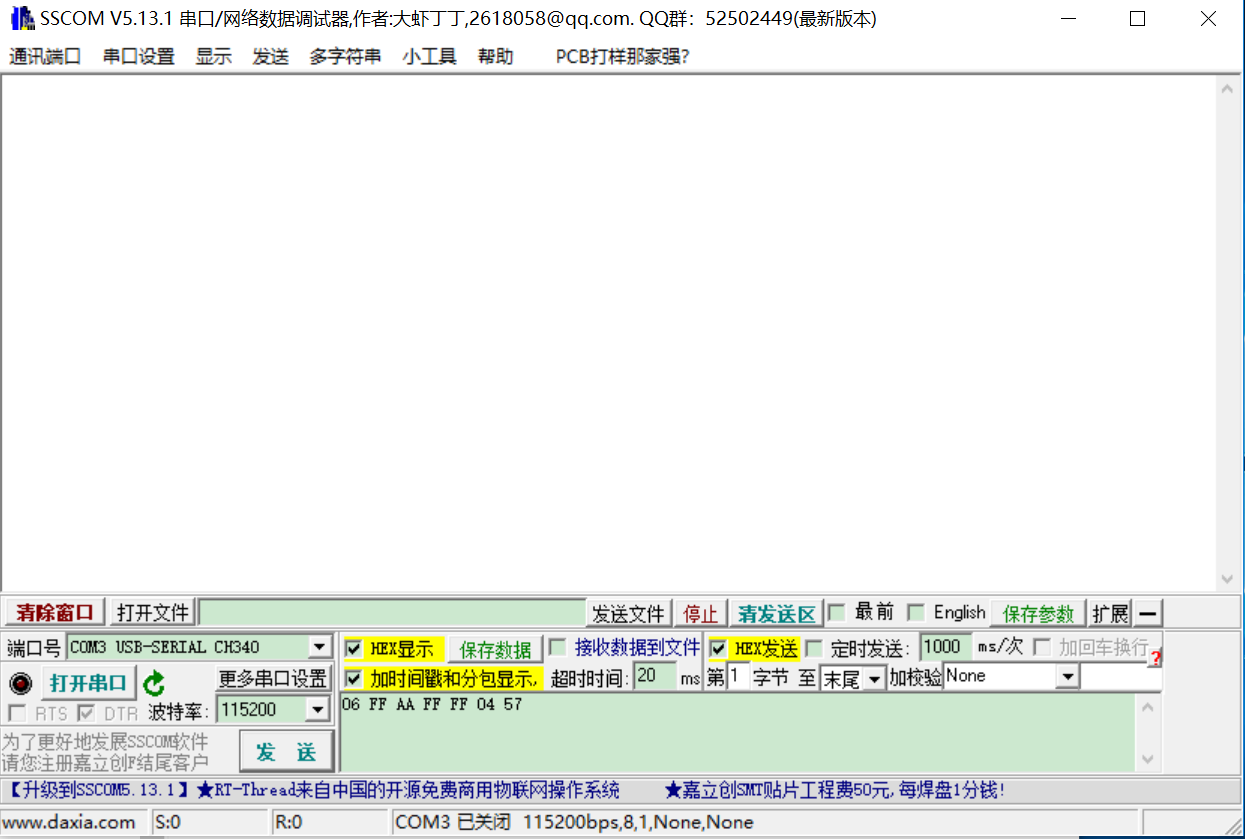 SSCOM V5.13.1 串口/网络数据调试器,作者:大虾丁丁,2618058@qq.com. QQ群：52502449(最新版本)
通讯端口 串口设置 显示 发送 多字符串 小工具 帮助 PCB打样那家强?
清除窗口 打开文件 发送文件 停止 清发送区 最前 English 保存参数 扩展 —
端口号 COM3 USB-SERIAL CH340 HEX显示 保存数据 接收数据到文件 HEX发送 定时发送: 1000 ms/次 加回车换行 ?
打开串口 更多串口设置 加时间戳和分包显示, 超时时间: 20 ms 第 1 字节 至 末尾 加校验 None
RTS DTR 波特率: 115200 06 FF AA FF FF 04 57
为了更好地发展SSCOM软件
请您注册嘉立创F结尾客户
发 送
【升级到SSCOM5.13.1】★RT-Thread来自中国的开源免费商用物联网操作系统 ★嘉立创SMT贴片工程费50元,每焊盘1分钱!
www.daxia.com S:0 R:0 COM3 已关闭 115200bps,8,1,None,None